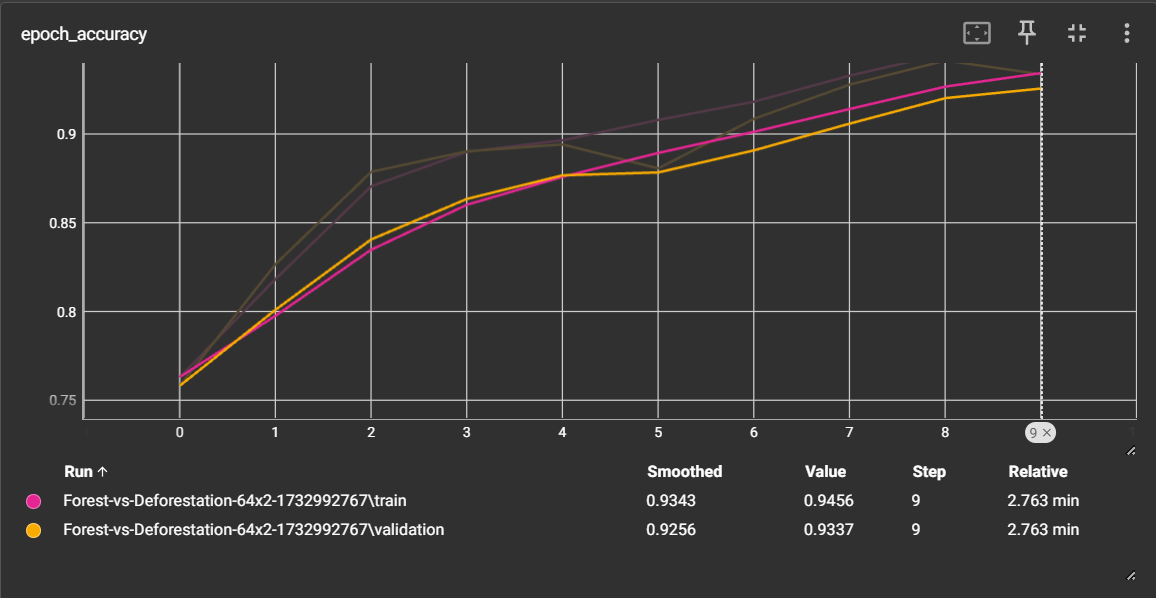 epoch_accuracy
0.9
0.85
0.8
0.75
0 1 2 3 4 5 6 7 8 9 ×
Run ↑ Smoothed Value Step Relative
Forest-vs-Deforestation-64x2-1732992767\train 0.9343 0.9456 9 2.763 min
Forest-vs-Deforestation-64x2-1732992767\validation 0.9256 0.9337 9 2.763 min